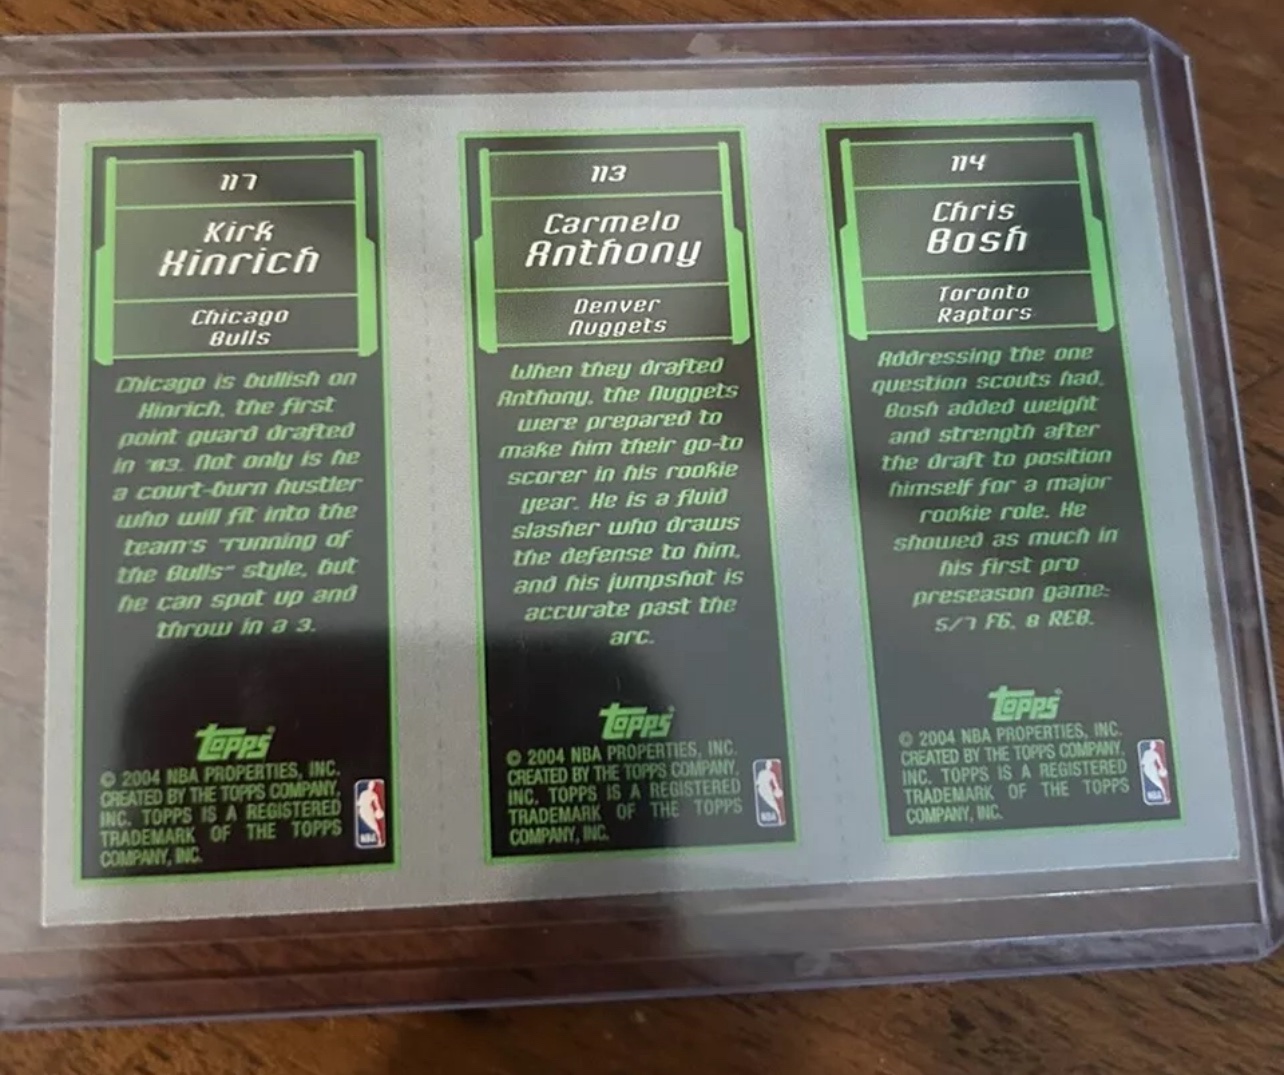 117
Kirk
Hinrich
Chicago
Bulls
Chicago is bullish on
Hinrich, the first
point guard drafted
in '03. Not only is he
a court-burn hustler
who will fit into the
team's "running of
the Bulls" style, but
he can spot up and
throw in a 3.
topps
© 2004 NBA PROPERTIES, INC.
CREATED BY THE TOPPS COMPANY,
INC. TOPPS IS A REGISTERED
TRADEMARK OF THE TOPPS
COMPANY, INC.
NBA
113
Carmelo
Anthony
Denver
Nuggets
When they drafted
Anthony, the Nuggets
were prepared to
make him their go-to
scorer in his rookie
year. He is a fluid
slasher who draws
the defense to him,
and his jumpshot is
accurate past the
arc.
topps
© 2004 NBA PROPERTIES, INC.
CREATED BY THE TOPPS COMPANY,
INC. TOPPS IS A REGISTERED
TRADEMARK OF THE TOPPS
COMPANY, INC.
NBA
114
Chris
Bosh
Toronto
Raptors
Addressing the one
question scouts had,
Bosh added weight
and strength after
the draft to position
himself for a major
rookie role. He
showed as much in
his first pro
preseason game:
5/7 FG, 8 REB.
topps
© 2004 NBA PROPERTIES, INC.
CREATED BY THE TOPPS COMPANY,
INC. TOPPS IS A REGISTERED
TRADEMARK OF THE TOPPS
COMPANY, INC.
NBA